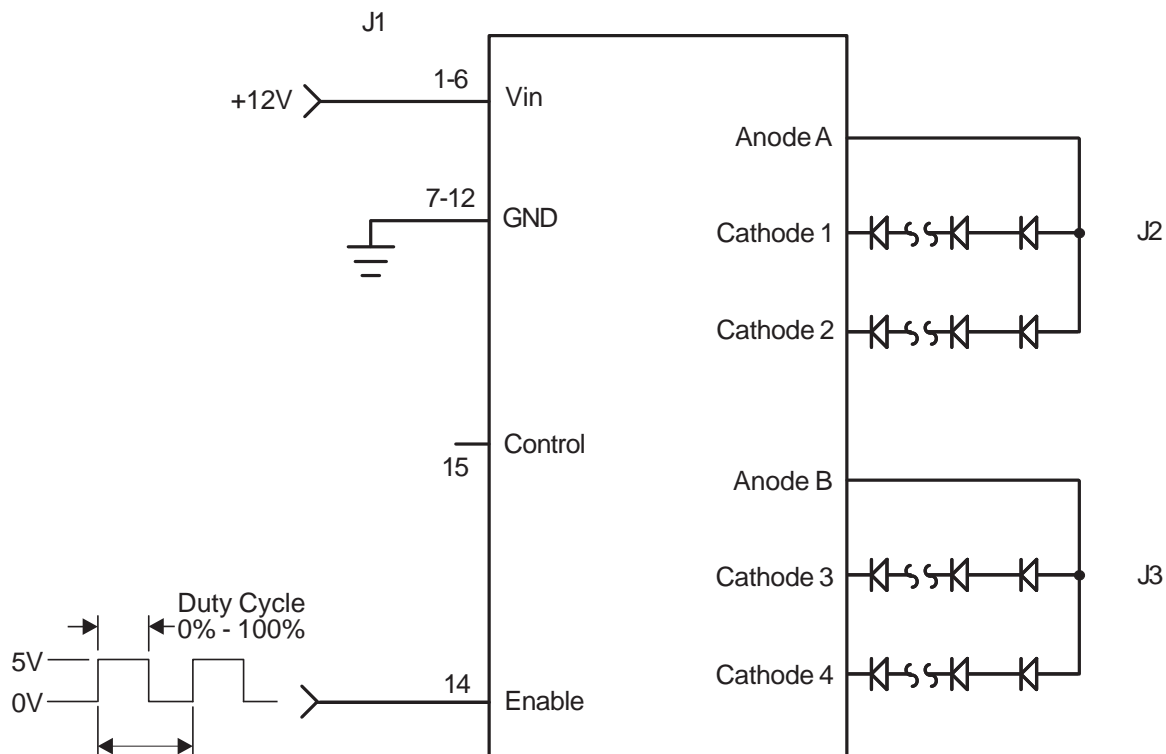 J1
1-6
+12V
Vin
Anode A
7-12
GND
Cathode 1
J2
Cathode 2
Control
15
Anode B
Cathode 3
J3
Duty Cycle
0% - 100%
5V
Cathode 4
0V
14
Enable